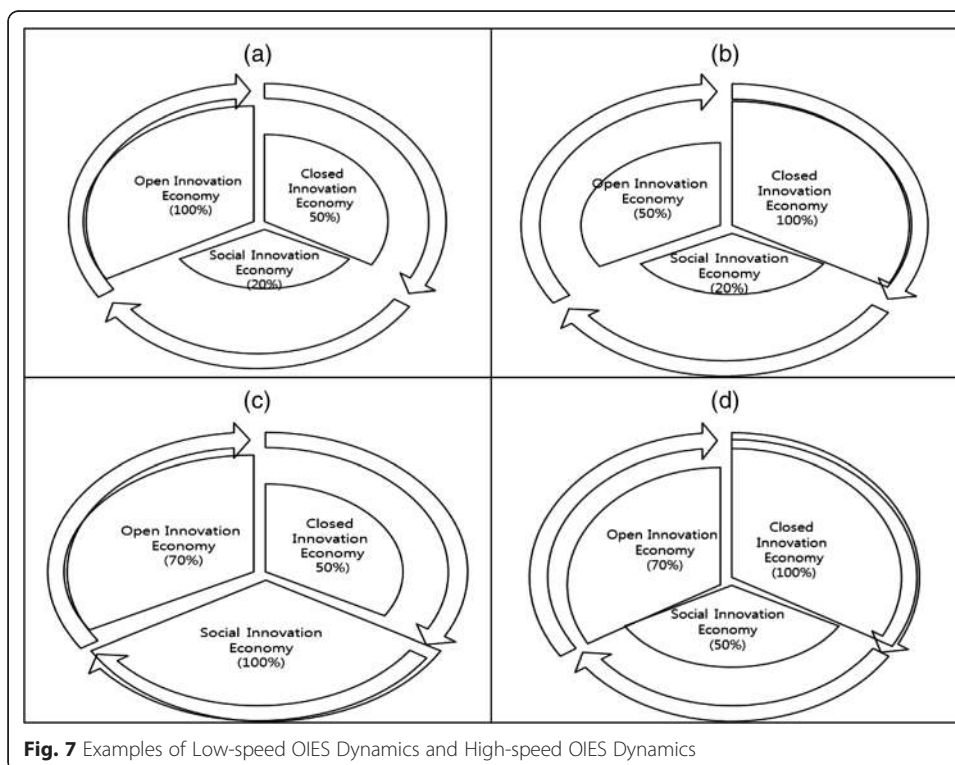 (a)
Open Innovation
Economy
(100%)
Closed
Innovation
Economy
50%)
Social Innovation
Economy
(20%)
(b)
Open Innovation
Economy
(50%)
Closed
Innovation
Economy
100%)
Social Innovation
Economy
(20%)
(c)
Open Innovation
Economy
(70%)
Closed
Innovation
Economy
50%)
Social Innovation
Economy
(100%)
(d)
Open Innovation
Economy
(70%)
Closed
Innovation
Economy
(100%)
Social Innovation
Economy
(50%)
Fig. 7 Examples of Low-speed OIES Dynamics and High-speed OIES Dynamics